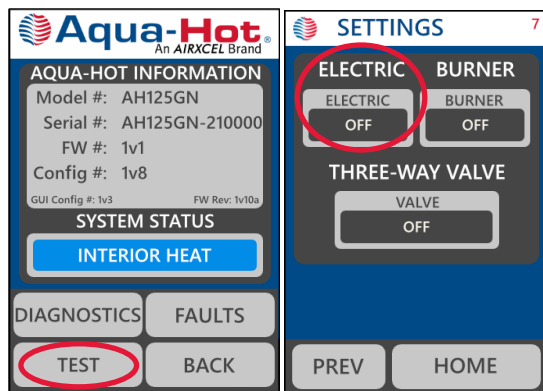 Aqua-Hot®
An AIRXCEL Brand
AQUA-HOT INFORMATION
Model #: AH125GN
Serial #: AH125GN-210000
FW #: 1v1
Config #: 1v8
GUI Config #: 1v3 FW Rev: 1v10a
SYSTEM STATUS
INTERIOR HEAT
DIAGNOSTICS FAULTS
TEST BACK
SETTINGS 7
ELECTRIC BURNER
ELECTRIC BURNER
OFF OFF
THREE-WAY VALVE
VALVE
OFF
PREV HOME